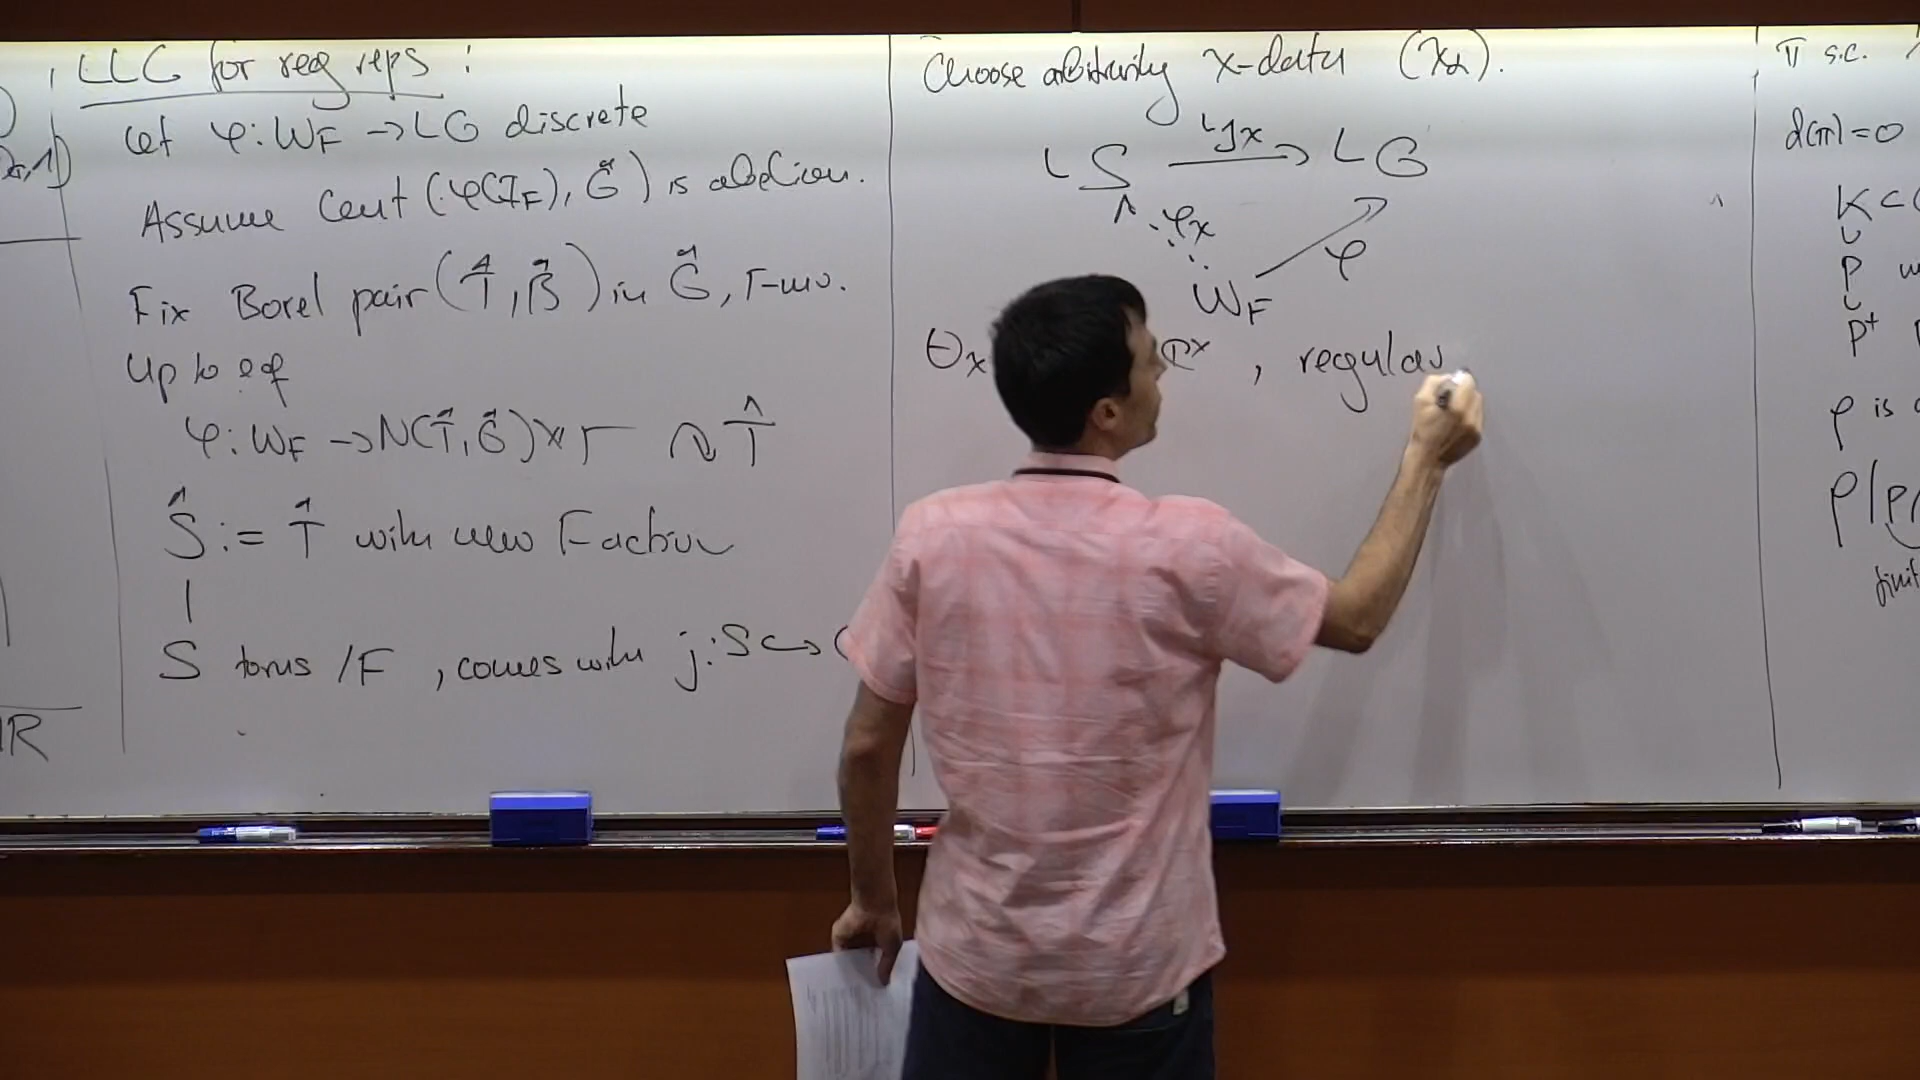 LLC for reg reps :
Let φ: W_F → ᴸG discrete
Assume Cent (φ(I_F), Ĝ) is abelian.
Fix Borel pair (T̂, B̂) in Ĝ, Γ-inv.
Up to eq
φ: W_F → N(T̂, Ĝ) ⋊ Γ ↷ T̂
Ŝ := T̂ with new Γ action
|
S torus /F , comes with j: S ↪
R
Choose arbitrarily χ-data (χ_α).
ᴸS —ᴸj_χ→ ᴸG
φ_χ
φ
W_F
θ_χ ℂ^× , regular
π s.c.
d(π) = 0
K ⊂
∪
P
∪
P⁺
ρ is
ρ|P